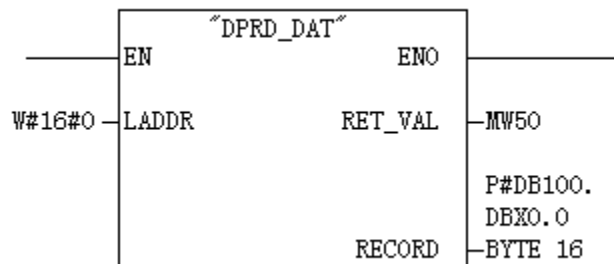 "DPRD_DAT"
EN ENO
W#16#0 LADDR RET_VAL MW50
P#DB100.
DBX0.0
RECORD BYTE 16